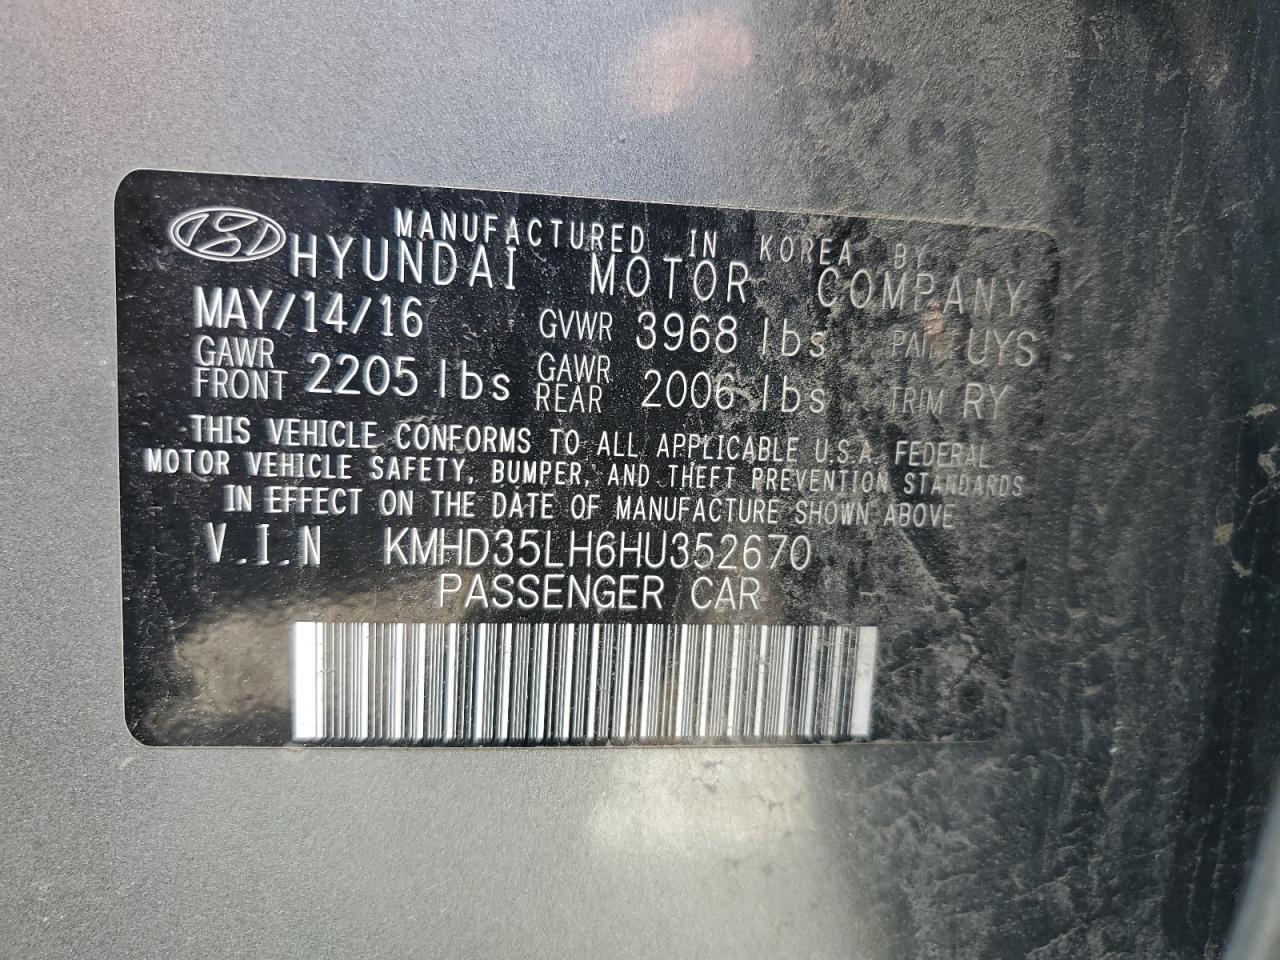 MANUFACTURED IN KOREA BY
HYUNDAI MOTOR COMPANY
MAY/14/16 GVWR 3968 lbs PAINT UYS
GAWR FRONT 2205 lbs GAWR REAR 2006 lbs TRIM RY
THIS VEHICLE CONFORMS TO ALL APPLICABLE U.S.A. FEDERAL
MOTOR VEHICLE SAFETY, BUMPER, AND THEFT PREVENTION STANDARDS
IN EFFECT ON THE DATE OF MANUFACTURE SHOWN ABOVE
V.I.N KMHD35LH6HU352670
PASSENGER CAR